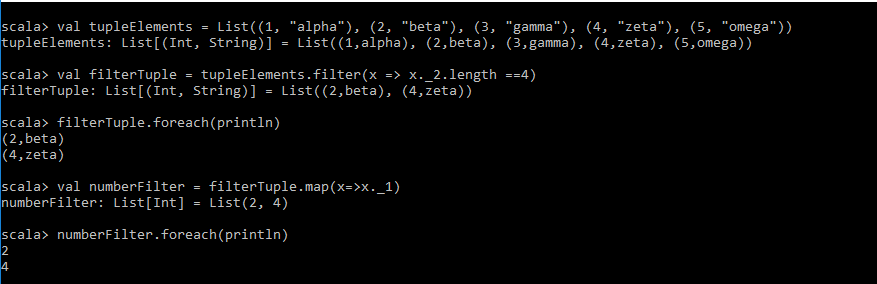 scala> val tupleElements = List((1, "alpha"), (2, "beta"), (3, "gamma"), (4, "zeta"), (5, "omega"))
tupleElements: List[(Int, String)] = List((1,alpha), (2,beta), (3,gamma), (4,zeta), (5,omega))
scala> val filterTuple = tupleElements.filter(x => x._2.length ==4)
filterTuple: List[(Int, String)] = List((2,beta), (4,zeta))
scala> filterTuple.foreach(println)
(2,beta)
(4,zeta)
scala> val numberFilter = filterTuple.map(x=>x._1)
numberFilter: List[Int] = List(2, 4)
scala> numberFilter.foreach(println)
2
4